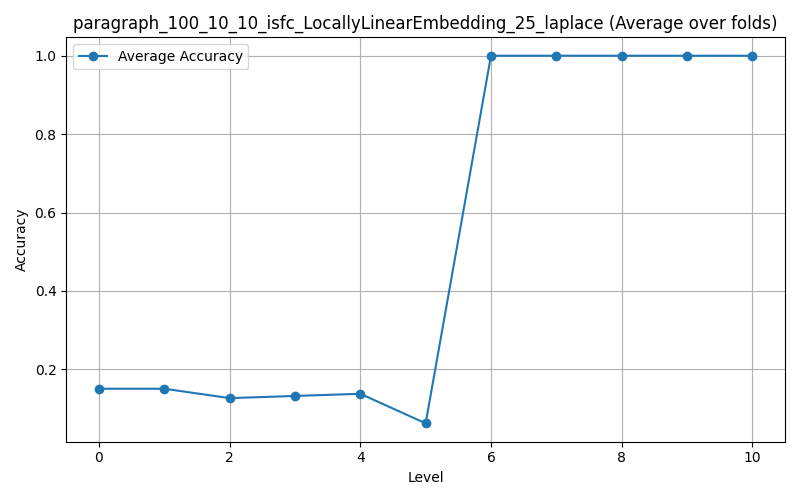 paragraph_100_10_10_isfc_LocallyLinearEmbedding_25_laplace (Average over folds)
Average Accuracy
1.0
0.8
0.6
0.4
0.2
Accuracy
0 2 4 6 8 10
Level